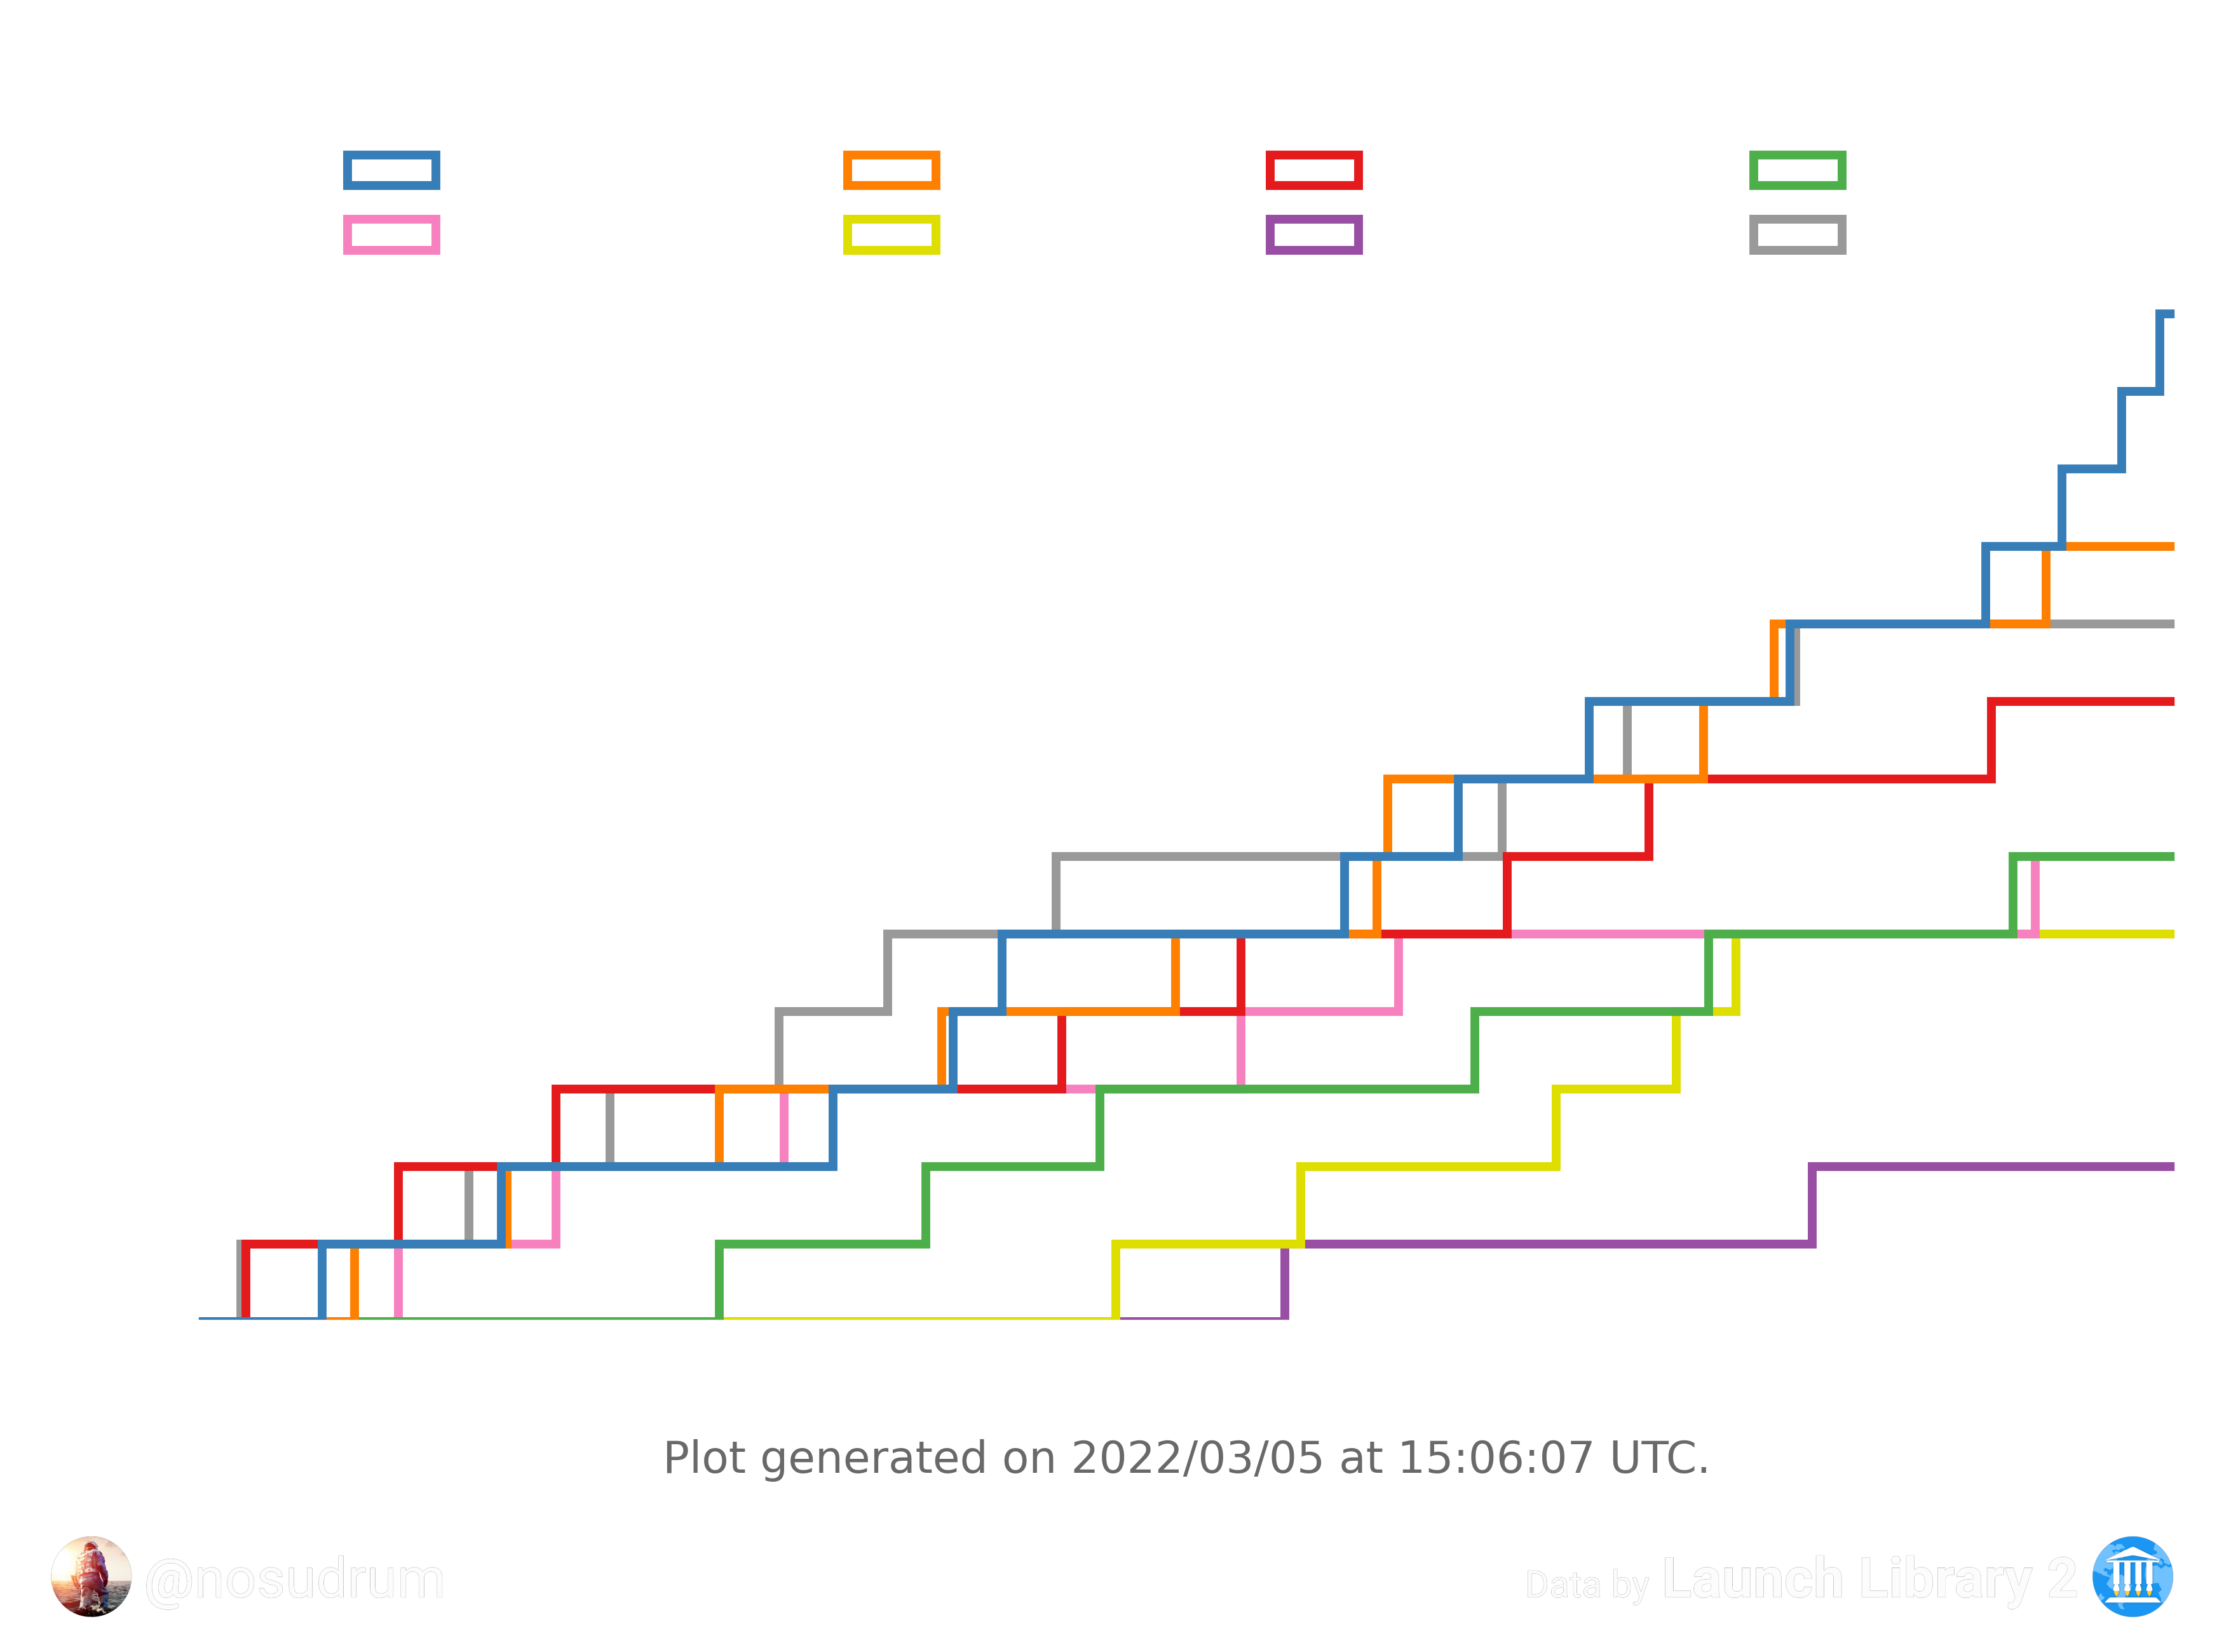 Plot generated on 2022/03/05 at 15:06:07 UTC.
@nosudrum
Data by Launch Library 2